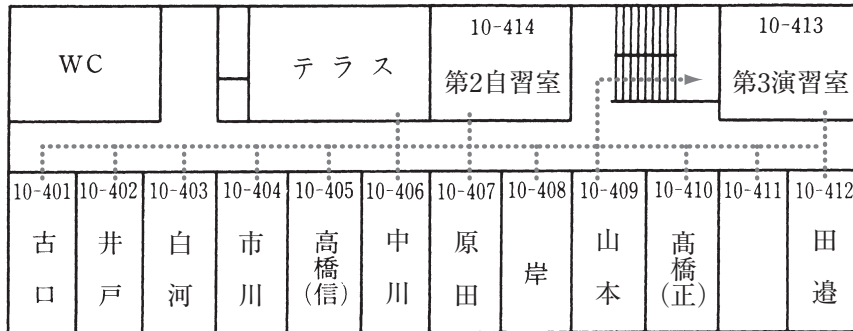 WC
テラス
10-414
第2自習室
10-413
第3演習室
10-401
古口
10-402
井戸
10-403
白河
10-404
市川
10-405
高橋(信)
10-406
中川
10-407
原田
10-408
岸
10-409
山本
10-410
髙橋(正)
10-411
10-412
田邉